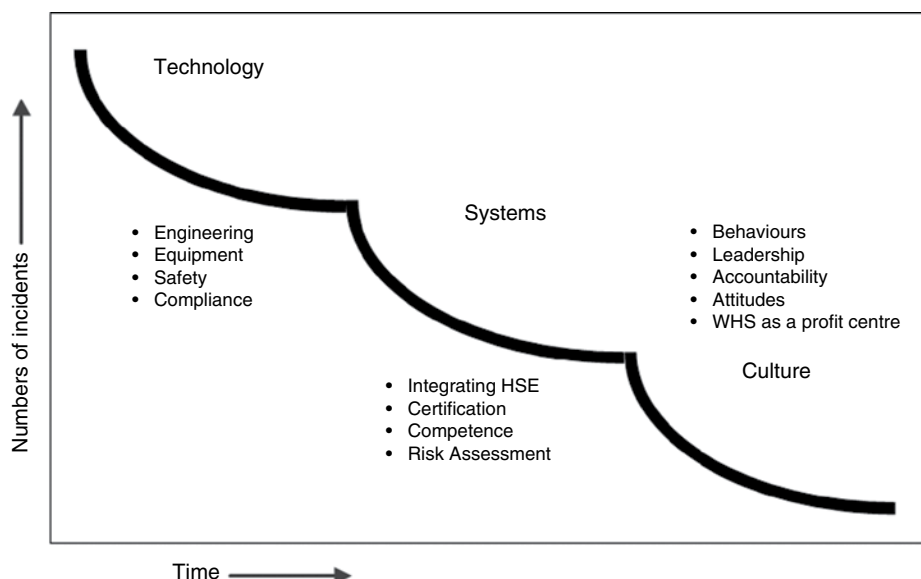 Technology
Numbers of incidents
• Engineering
• Equipment
• Safety
• Compliance
Systems
• Behaviours
• Leadership
• Accountability
• Attitudes
• WHS as a profit centre
Culture
• Integrating HSE
• Certification
• Competence
• Risk Assessment
Time